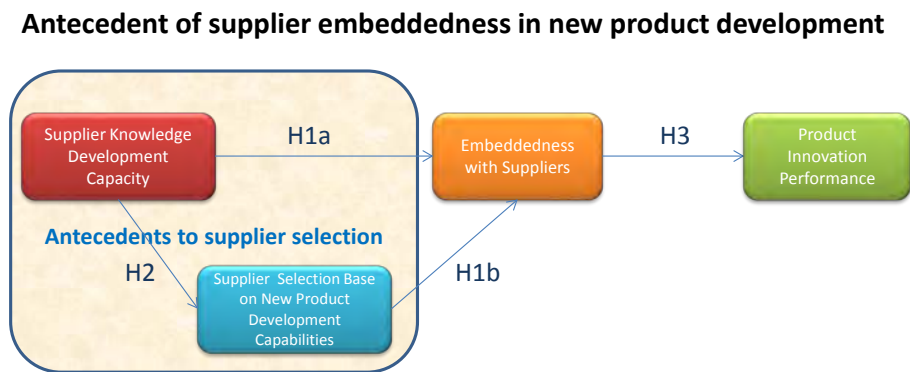 Antecedent of supplier embeddedness in new product development
Supplier Knowledge
Development
Capacity
H1a
Embeddedness
with Suppliers
H3
Product
Innovation
Performance
Antecedents to supplier selection
H2
Supplier Selection Base
on New Product
Development
Capabilities
H1b